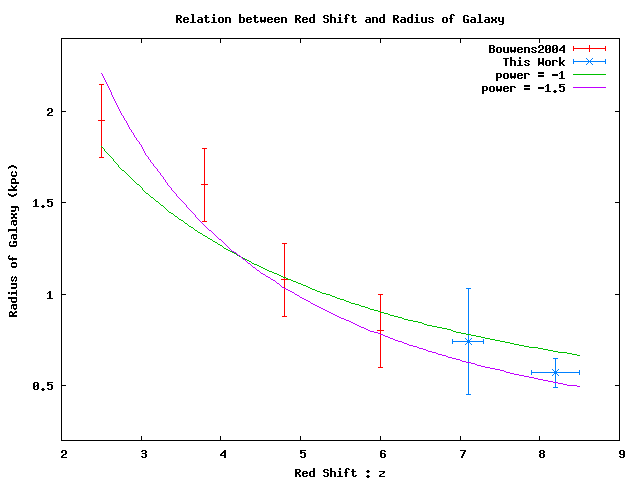 Relation between Red Shift and Radius of Galaxy
Bouwens2004
This Work
power = -1
power = -1.5
Radius of Galaxy (kpc)
2
1.5
1
0.5
2 3 4 5 6 7 8 9
Red Shift : z